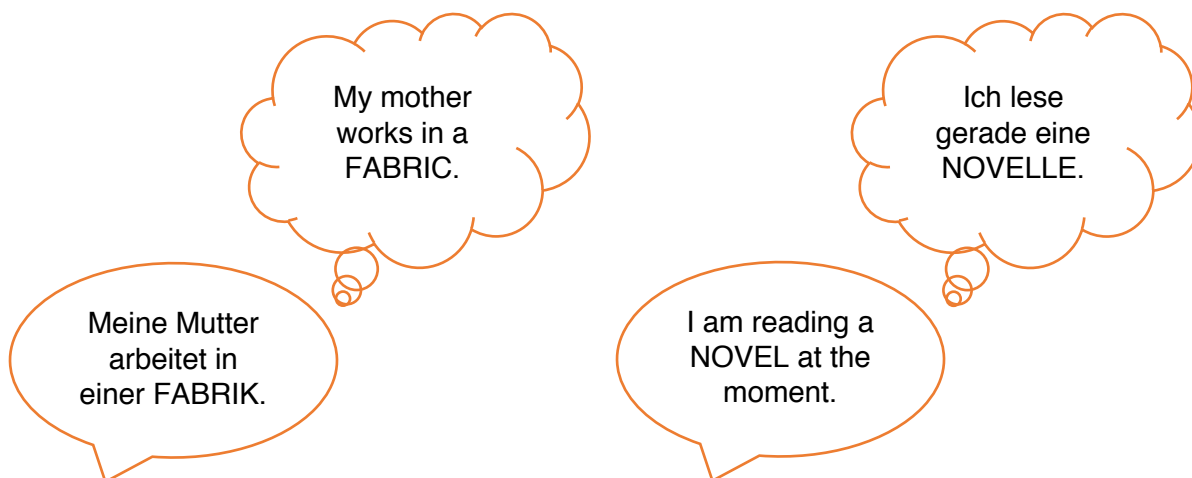 My mother
works in a
FABRIC.
Meine Mutter
arbeitet in
einer FABRIK.
Ich lese
gerade eine
NOVELLE.
I am reading a
NOVEL at the
moment.